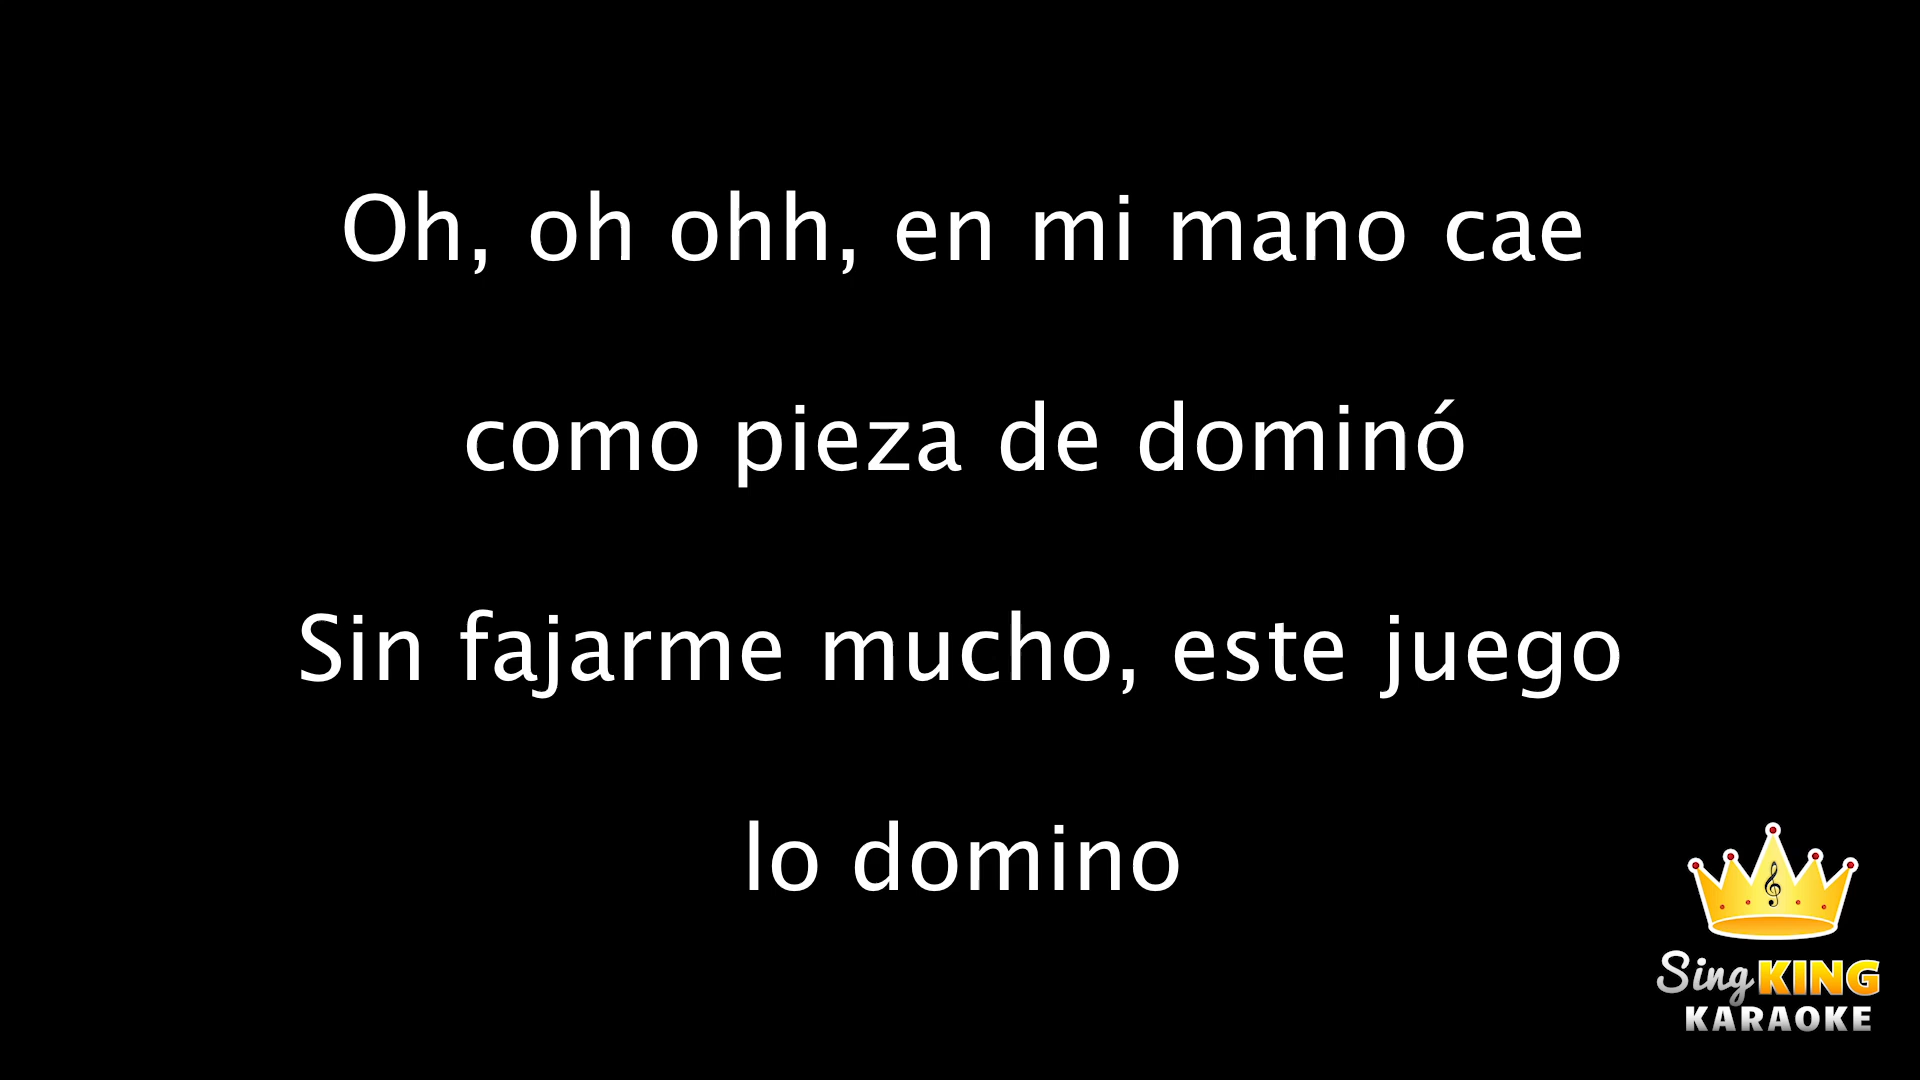 Oh, oh ohh, en mi mano cae
como pieza de dominó
Sin fajarme mucho, este juego
lo domino
Sing KING
KARAOKE